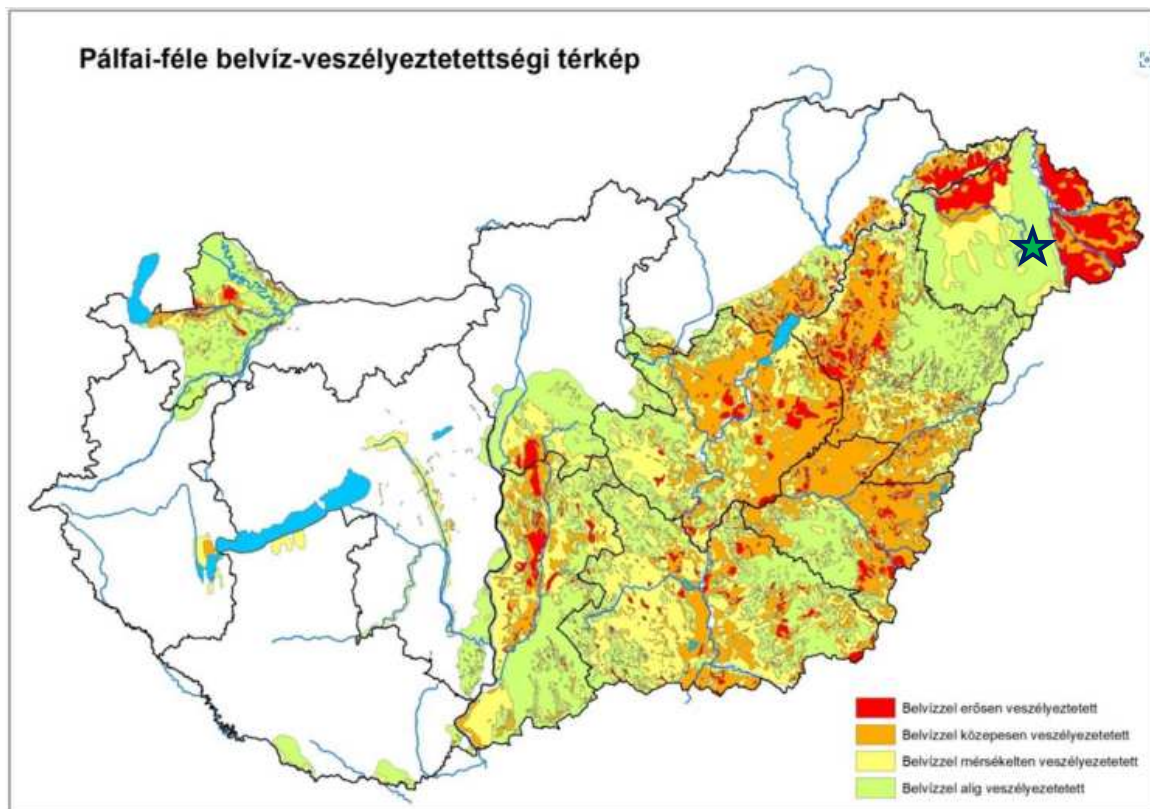 Pálfai-féle belvíz-veszélyeztetettségi térkép
Belvízzel erősen veszélyeztetett
Belvízzel közepesen veszélyezetetett
Belvízzel mérsékelten veszélyezetetett
Belvízzel alig veszélyezetetett